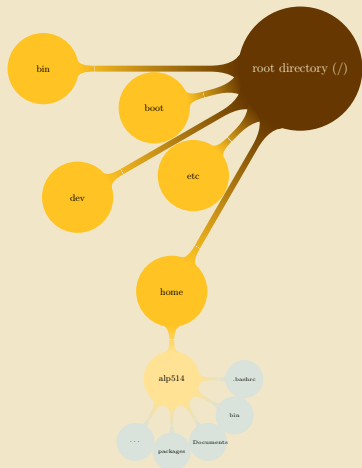 root directory (/)
bin
boot
etc
dev
home
alp514
.bashrc
bin
Documents
packages
...